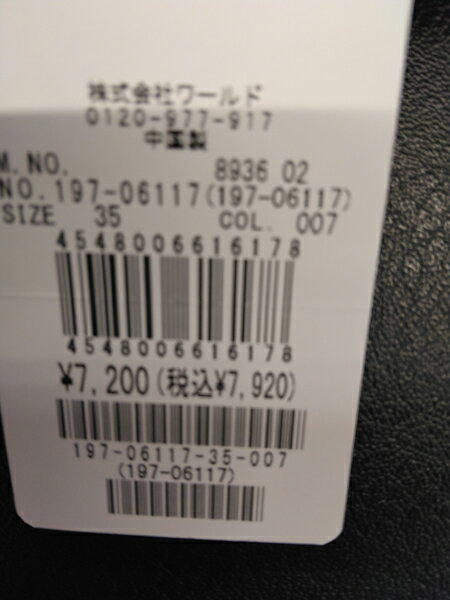 株式会社ワールド
0120-977-917
中国製
M.NO. 8936 02
NO.197-06117(197-06117)
SIZE 35 COL. 007
4548006616178
4548006616178
¥7,200(税込¥7,920)
197-06117-35-007
(197-06117)